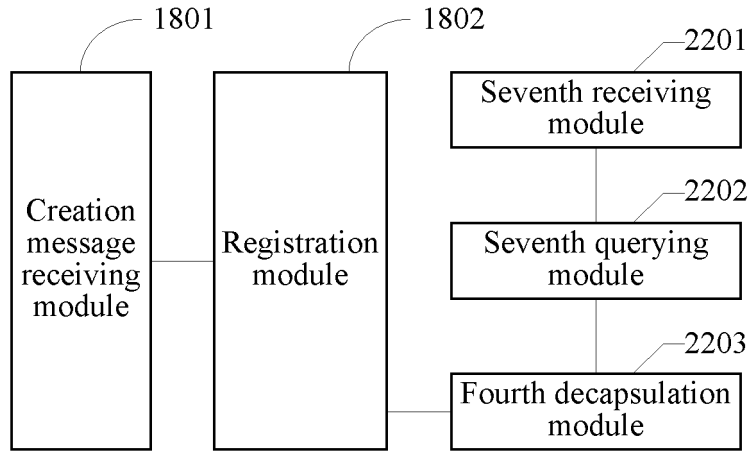 1801
1802
2201
Seventh receiving
module
2202
Creation
message
receiving
module
Registration
module
Seventh querying
module
2203
Fourth decapsulation
module